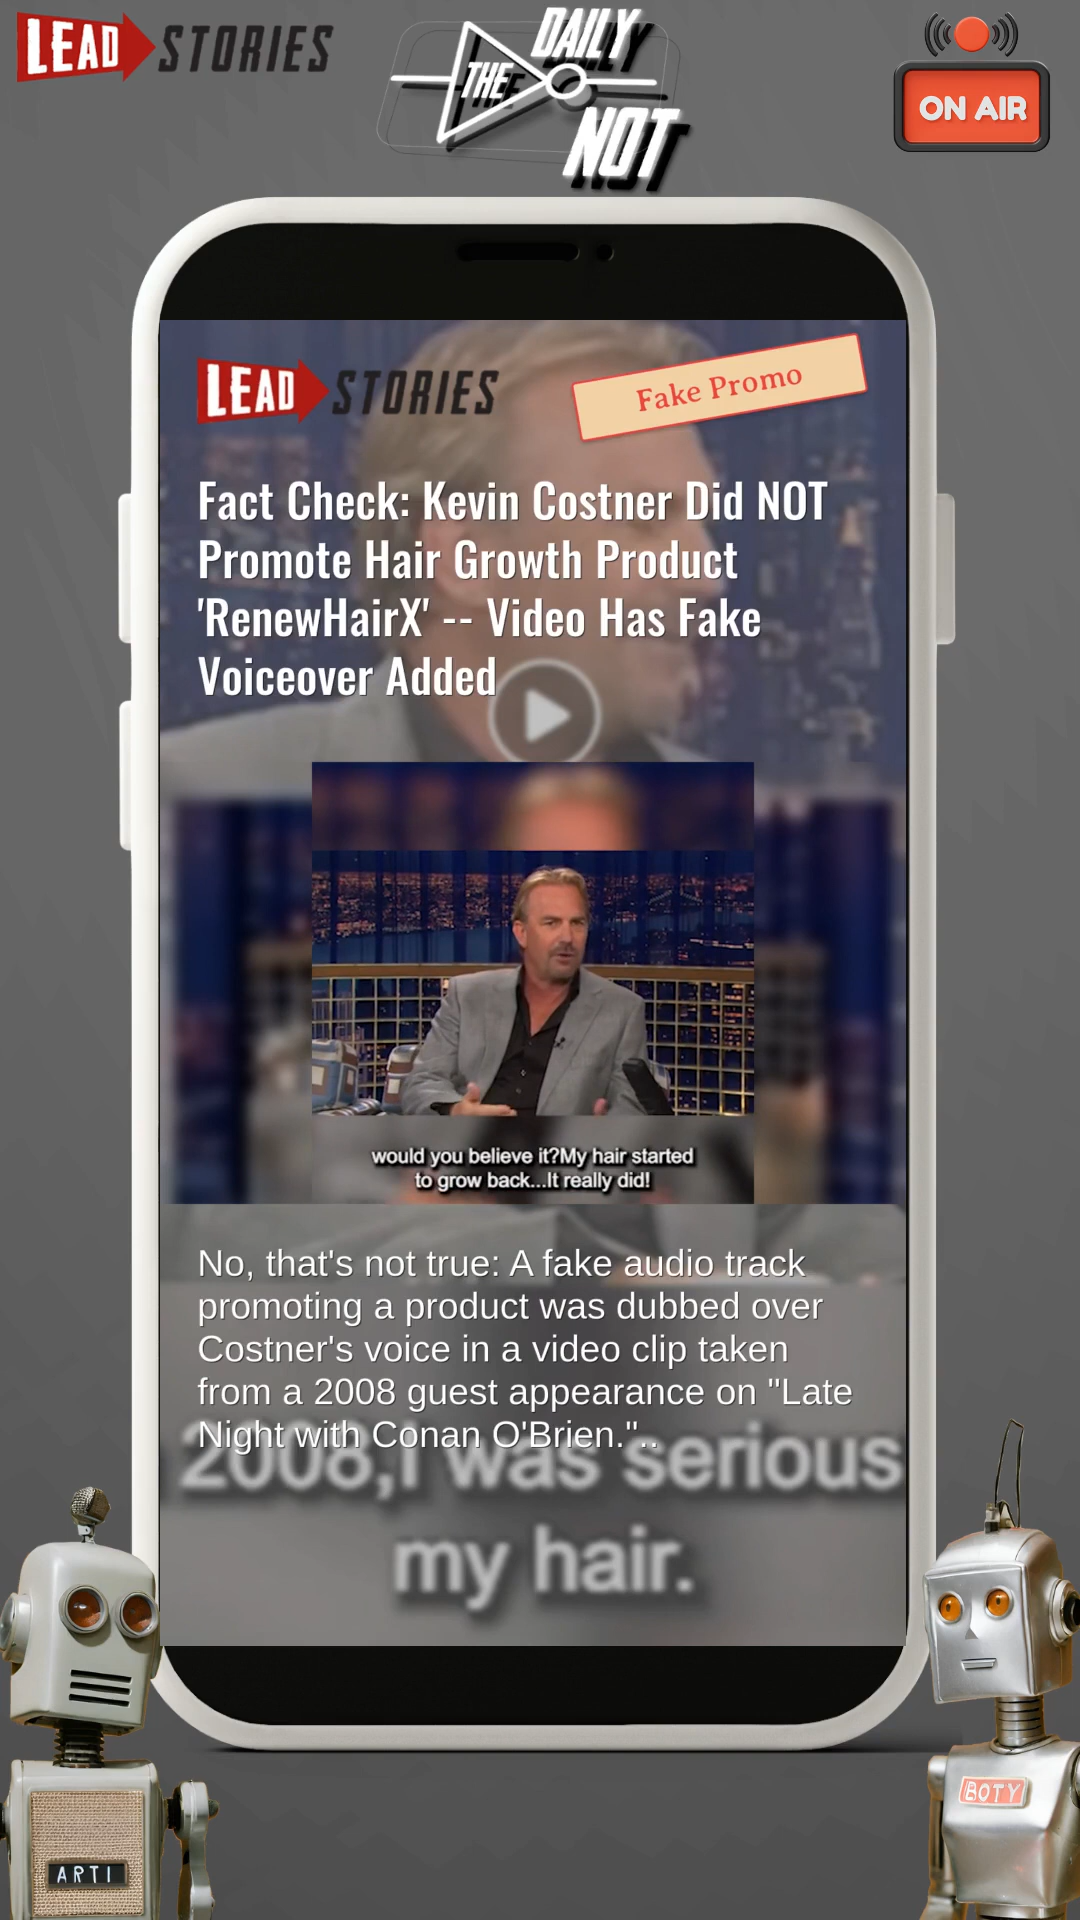 LEAD STORIES
THE DAILY NOT
ON AIR
LEAD STORIES
Fake Promo
Fact Check: Kevin Costner Did NOT
Promote Hair Growth Product
'RenewHairX' -- Video Has Fake
Voiceover Added
would you believe it?My hair started
to grow back...It really did!
No, that's not true: A fake audio track
promoting a product was dubbed over
Costner's voice in a video clip taken
from a 2008 guest appearance on "Late
Night with Conan O'Brien."..
2008,I was serious
my hair.
ARTI
BOTY